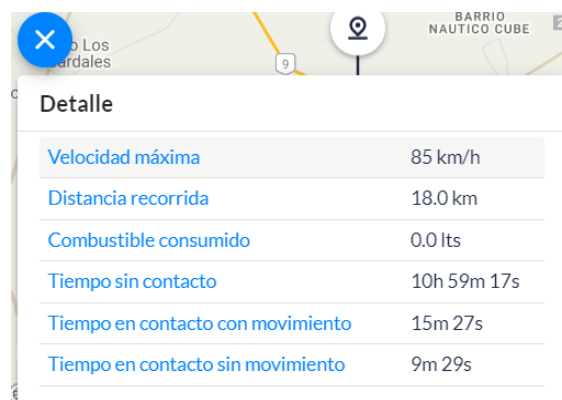 BARRIO
NAUTICO CUBE
o Los
ardales
9
Detalle
Velocidad máxima 85 km/h
Distancia recorrida 18.0 km
Combustible consumido 0.0 lts
Tiempo sin contacto 10h 59m 17s
Tiempo en contacto con movimiento 15m 27s
Tiempo en contacto sin movimiento 9m 29s